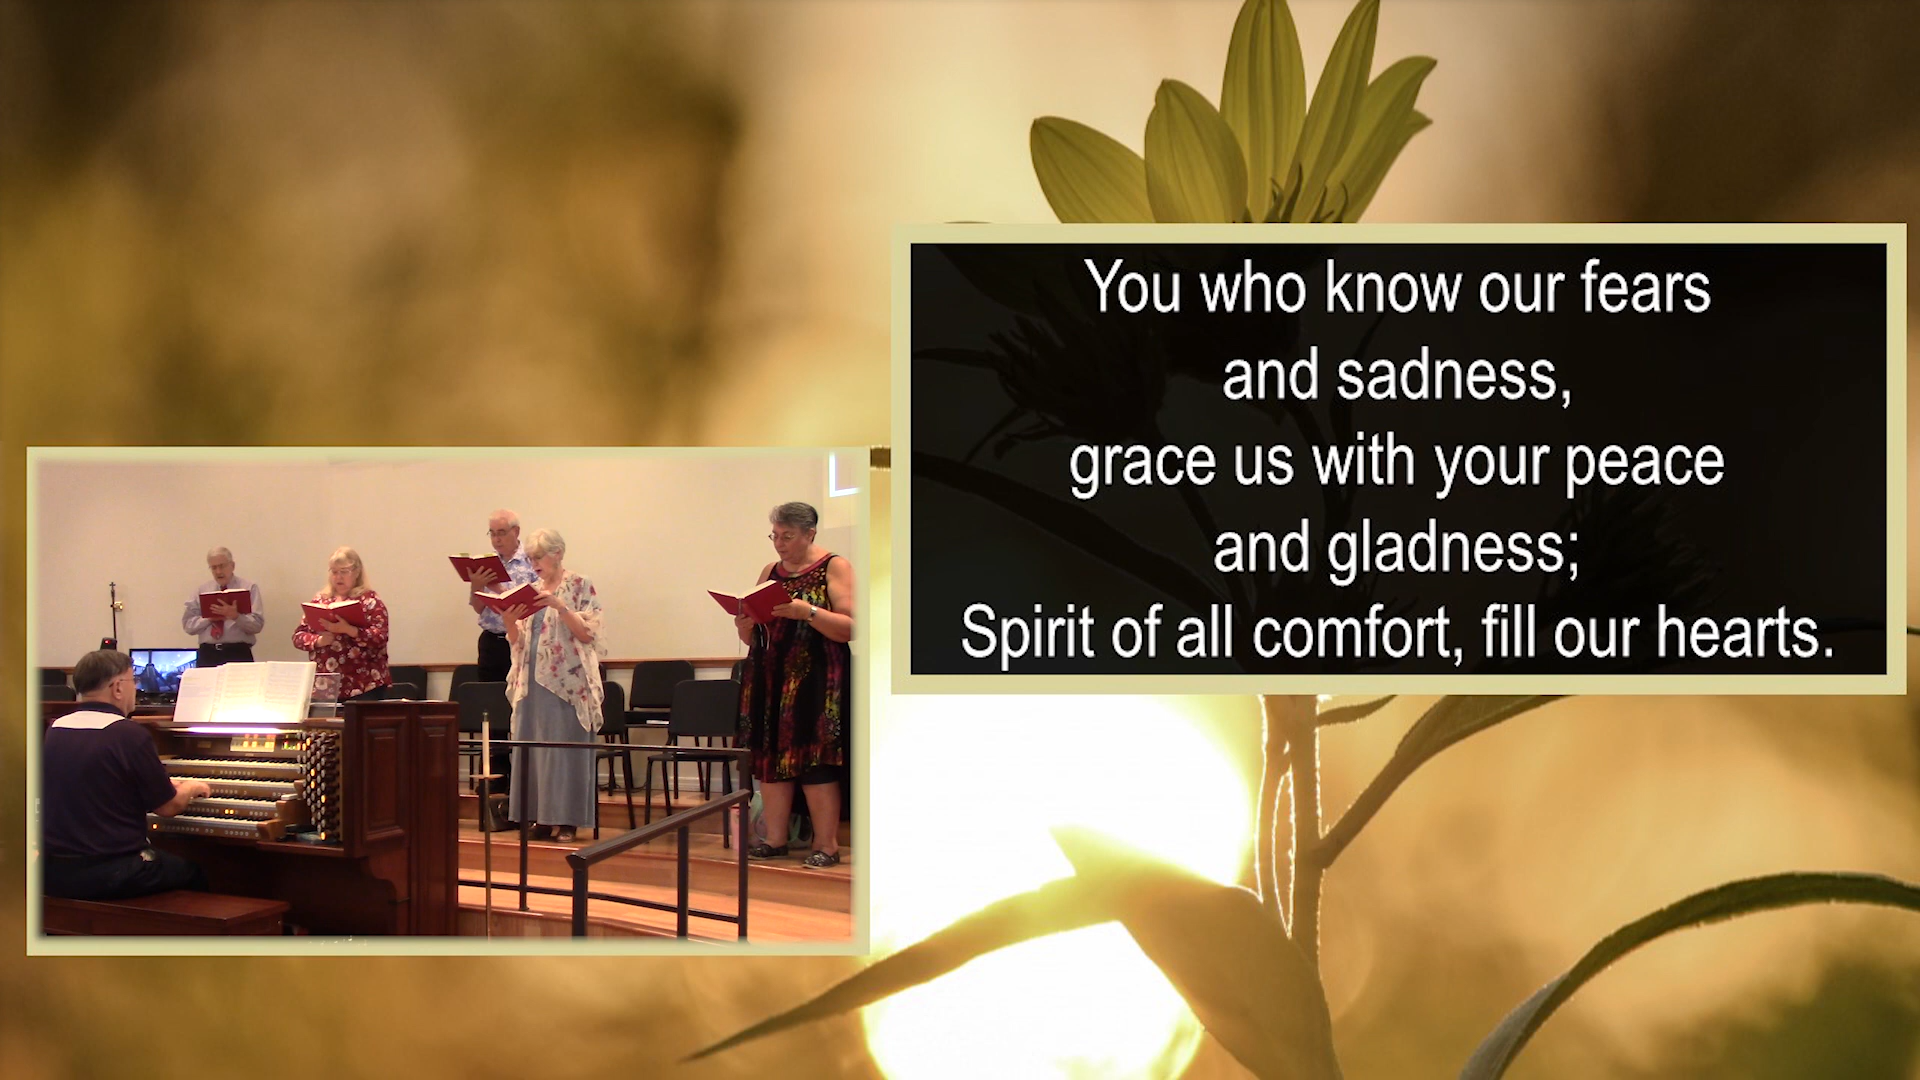 You who know our fears
and sadness,
grace us with your peace
and gladness;
Spirit of all comfort, fill our hearts.